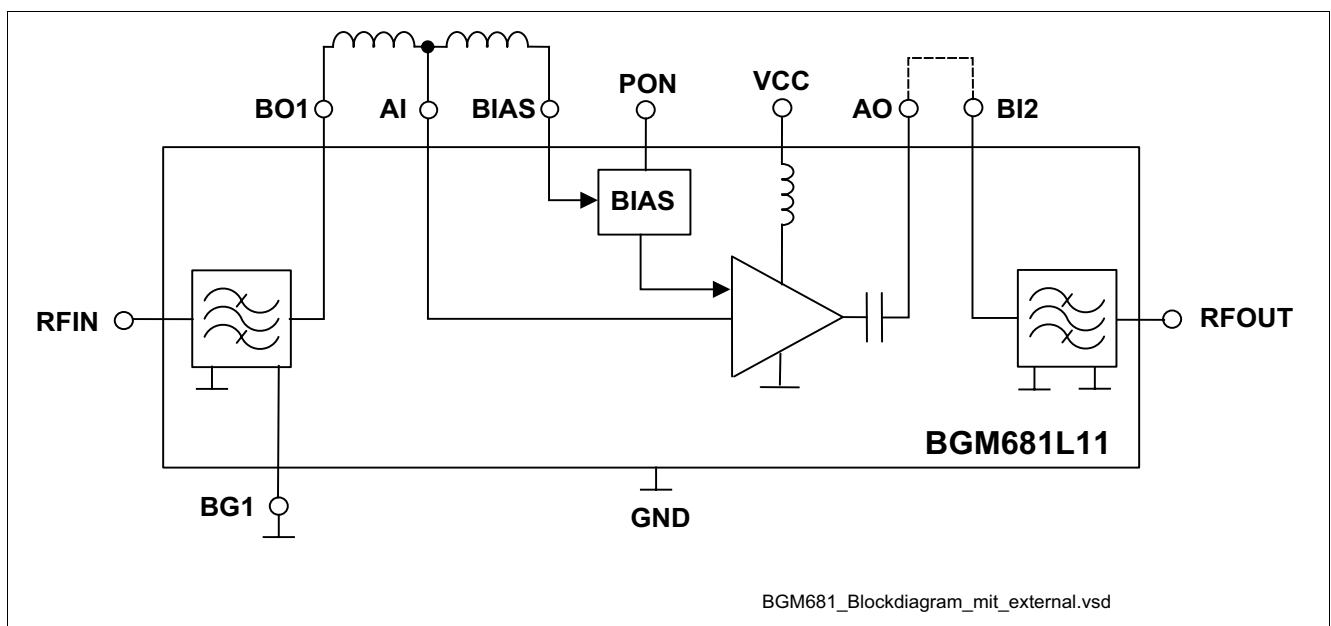 PON
VCC
BO1
AI
BIAS
AO
BI2
BIAS
RFIN
RFOUT
BGM681L11
BG1
GND
BGM681_Blockdiagram_mit_external.vsd